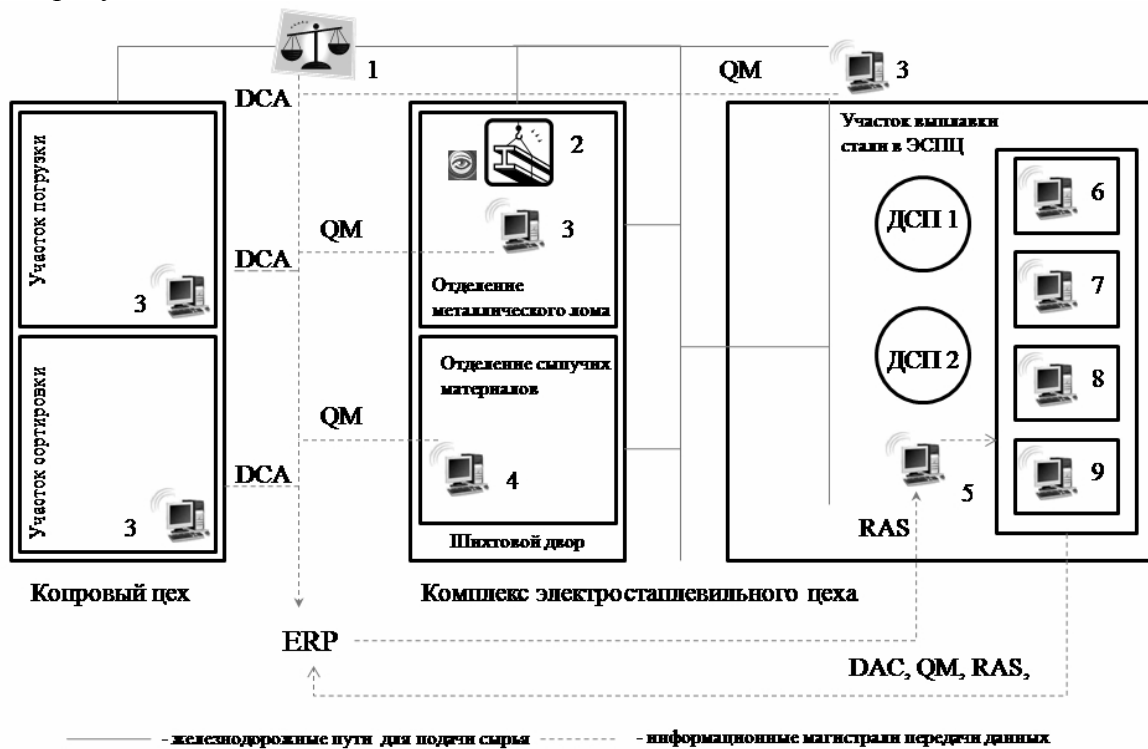 1
QM
3
DCA
Участок погрузки
3
DCA
Участок сортировки
3
DCA
Копровый цех
2
QM
3
Отделение
металлического лома
Отделение сыпучих
материалов
QM
4
Шихтовой двор
Комплекс электросталевильного цеха
Участок выплавки
стали в ЭСПЦ
ДСП 1
ДСП 2
5
RAS
6
7
8
9
ERP
DAC, QM, RAS,
- железнодорожные пути для подачи сырья
- информационные магистрали передачи данных